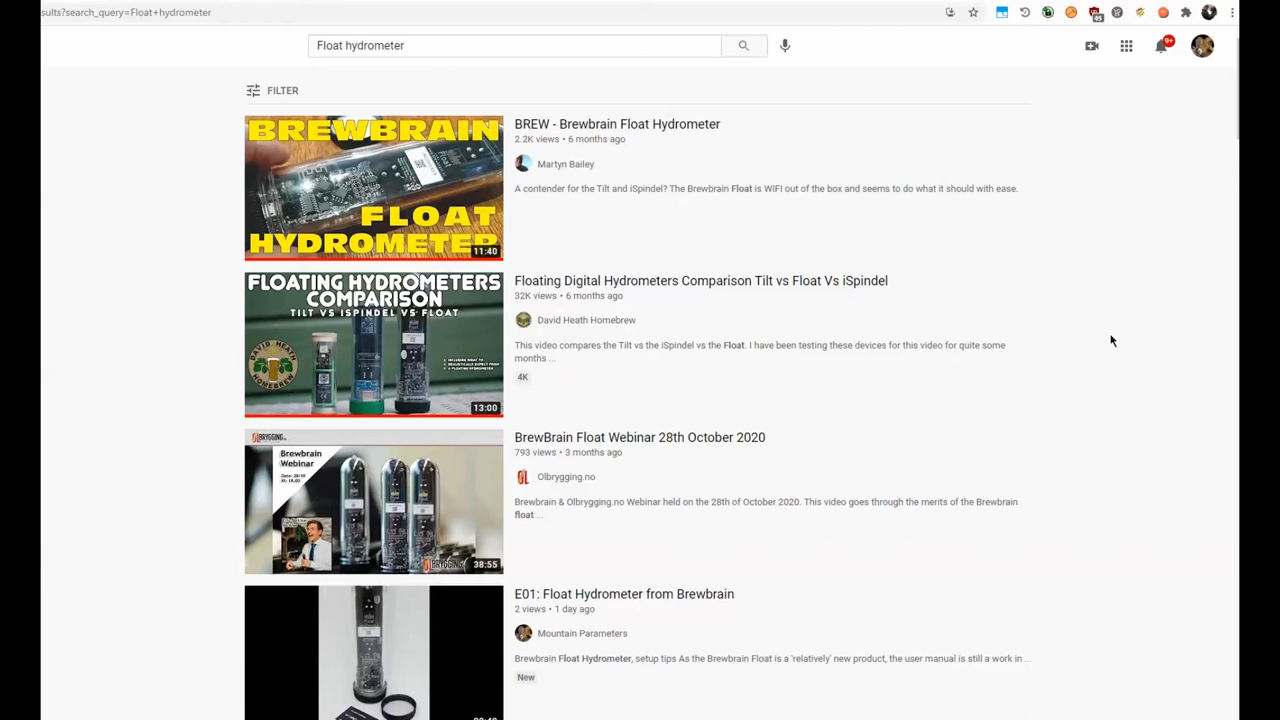 sults?search_query=Float+hydrometer
45
Float hydrometer
9+
FILTER
BREWBRAIN
FLOAT
HYDROMETER
11:40
BREW - Brewbrain Float Hydrometer
2.2K views • 6 months ago
Martyn Bailey
A contender for the Tilt and iSpindel? The Brewbrain Float is WIFI out of the box and seems to do what it should with ease.
FLOATING HYDROMETERS
COMPARISON
TILT VS ISPINDEL VS FLOAT
DAVID HEATH
HOMEBREW
13:00
Floating Digital Hydrometers Comparison Tilt vs Float Vs iSpindel
32K views • 6 months ago
David Heath Homebrew
This video compares the Tilt vs the iSpindel vs the Float. I have been testing these devices for this video for quite some
months ...
4K
Brewbrain
Webinar
38:55
BrewBrain Float Webinar 28th October 2020
793 views • 3 months ago
Olbrygging.no
Brewbrain & Olbrygging.no Webinar held on the 28th of October 2020. This video goes through the merits of the Brewbrain
float ...
E01: Float Hydrometer from Brewbrain
2 views • 1 day ago
Mountain Parameters
Brewbrain Float Hydrometer, setup tips As the Brewbrain Float is a 'relatively' new product, the user manual is still a work in ...
New